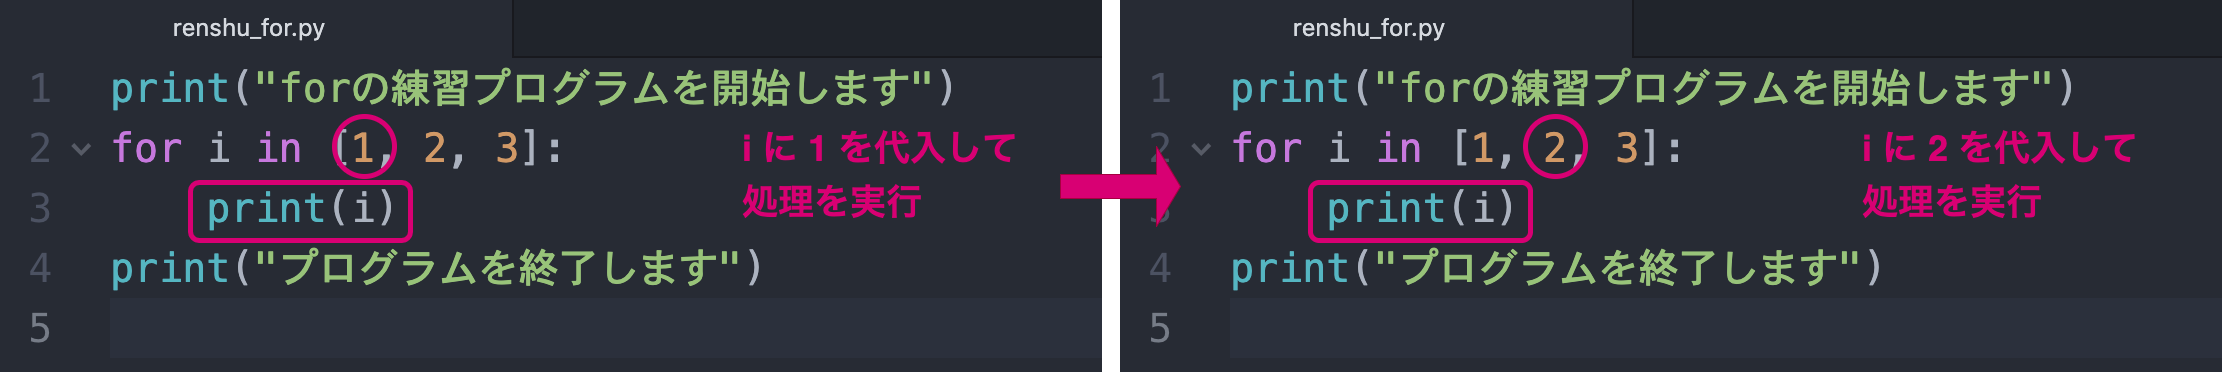 renshu_for.py
1 print("forの練習プログラムを開始します")
2 for i in [1, 2, 3]:
i に 1 を代入して
3 print(i)
処理を実行
4 print("プログラムを終了します")
5
renshu_for.py
1 print("forの練習プログラムを開始します")
2 for i in [1, 2, 3]:
i に 2 を代入して
3 print(i)
処理を実行
4 print("プログラムを終了します")
5